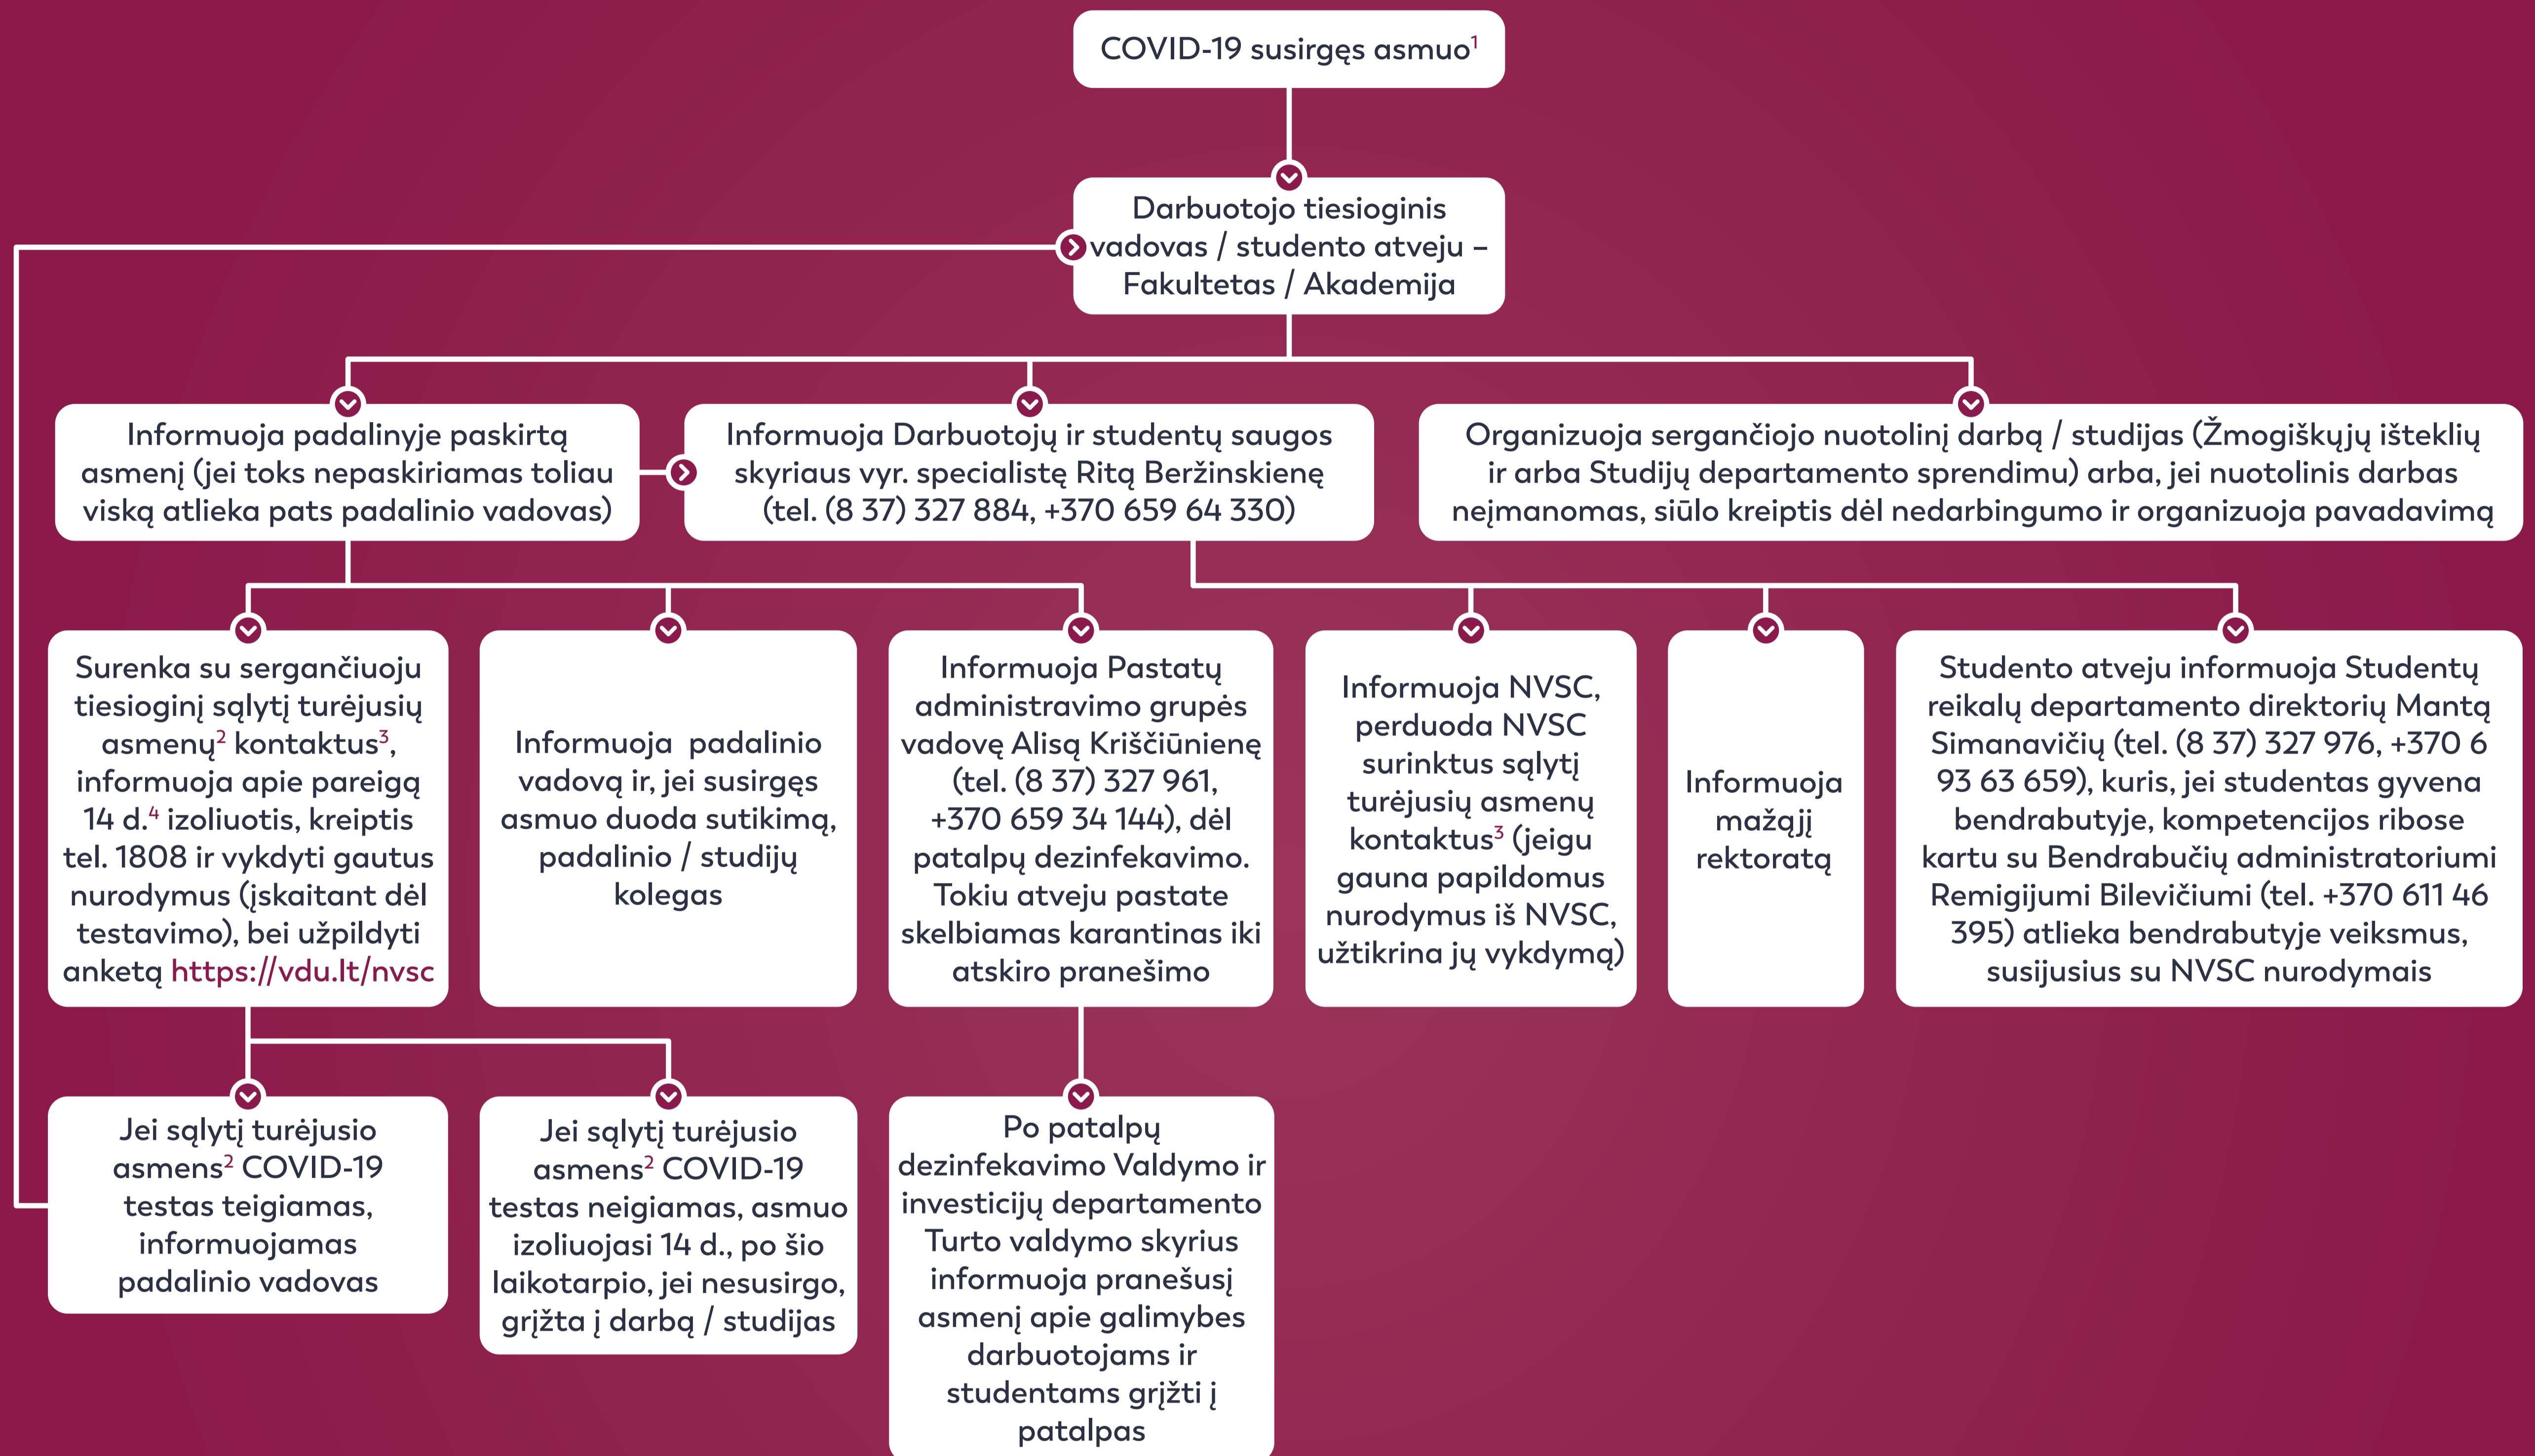 COVID-19 susirgęs asmuo¹
Darbuotojo tiesioginis
vadovas / studento atveju –
Fakultetas / Akademija
Informuoja padalinyje paskirtą
asmenį (jei toks nepaskiriamas toliau
viską atlieka pats padalinio vadovas)
Informuoja Darbuotojų ir studentų saugos
skyriaus vyr. specialistę Ritą Beržinskienę
(tel. (8 37) 327 884, +370 659 64 330)
Organizuoja sergančiojo nuotolinį darbą / studijas (Žmogiškųjų išteklių
ir arba Studijų departamento sprendimu) arba, jei nuotolinis darbas
neįmanomas, siūlo kreiptis dėl nedarbingumo ir organizuoja pavadavimą
Surenka su sergančiuoju
tiesioginį sąlytį turėjusių
asmenų² kontaktus³,
informuoja apie pareigą
14 d.⁴ izoliuotis, kreiptis
tel. 1808 ir vykdyti gautus
nurodymus (įskaitant dėl
testavimo), bei užpildyti
anketą https://vdu.lt/nvsc
Informuoja padalinio
vadovą ir, jei susirgęs
asmuo duoda sutikimą,
padalinio / studijų
kolegas
Informuoja Pastatų
administravimo grupės
vadovę Alisą Kriščiūnienę
(tel. (8 37) 327 961,
+370 659 34 144), dėl
patalpų dezinfekavimo.
Tokiu atveju pastate
skelbiamas karantinas iki
atskiro pranešimo
Informuoja NVSC,
perduoda NVSC
surinktus sąlytį
turėjusių asmenų
kontaktus³ (jeigu
gauna papildomus
nurodymus iš NVSC,
užtikrina jų vykdymą)
Informuoja
mažąjį
rektoratą
Studento atveju informuoja Studentų
reikalų departamento direktorių Mantą
Simanavičių (tel. (8 37) 327 976, +370 6
93 63 659), kuris, jei studentas gyvena
bendrabutyje, kompetencijos ribose
kartu su Bendrabučių administratoriumi
Remigijumi Bilevičiumi (tel. +370 611 46
395) atlieka bendrabutyje veiksmus,
susijusius su NVSC nurodymais
Jei sąlytį turėjusio
asmens² COVID-19
testas teigiamas,
informuojamas
padalinio vadovas
Jei sąlytį turėjusio
asmens² COVID-19
testas neigiamas, asmuo
izoliuojasi 14 d., po šio
laikotarpio, jei nesusirgo,
grįžta į darbą / studijas
Po patalpų
dezinfekavimo Valdymo ir
investicijų departamento
Turto valdymo skyrius
informuoja pranešusį
asmenį apie galimybes
darbuotojams ir
studentams grįžti į
patalpas